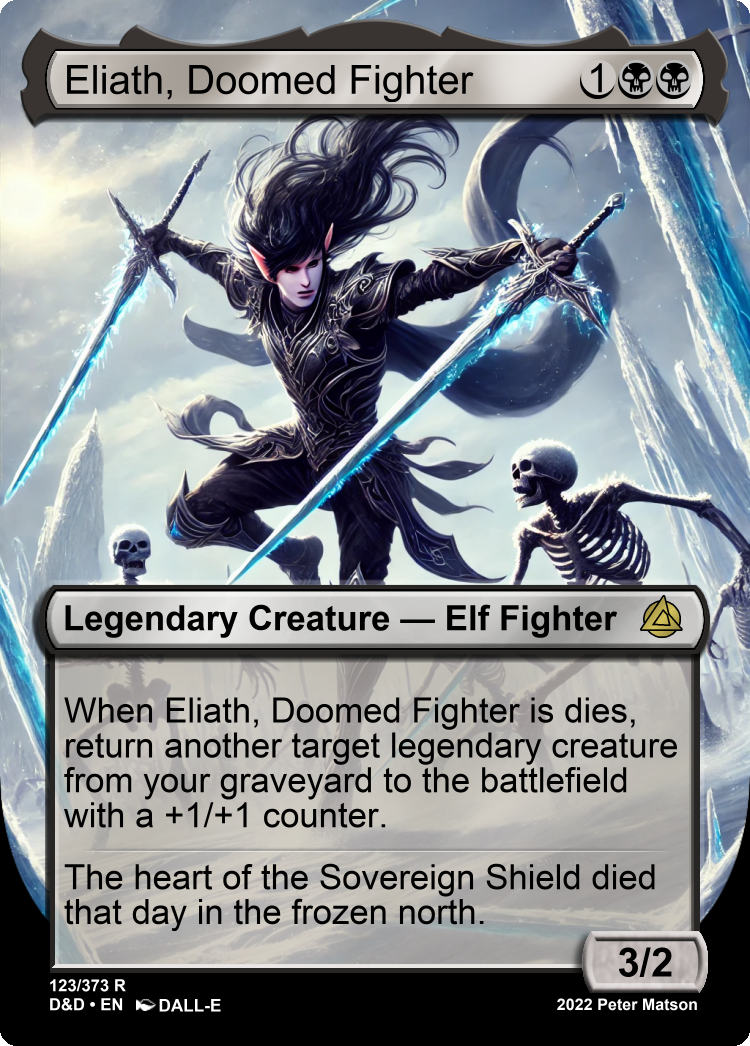 Eliath, Doomed Fighter 1
Legendary Creature — Elf Fighter
When Eliath, Doomed Fighter is dies,
return another target legendary creature
from your graveyard to the battlefield
with a +1/+1 counter.
The heart of the Sovereign Shield died
that day in the frozen north.
3/2
123/373 R
D&D • EN DALL-E
2022 Peter Matson